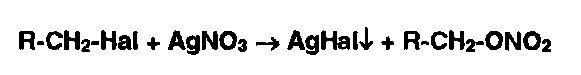 R-CH₂-Hal + AgNO₃ → AgHal↓ + R-CH₂-ONO₂